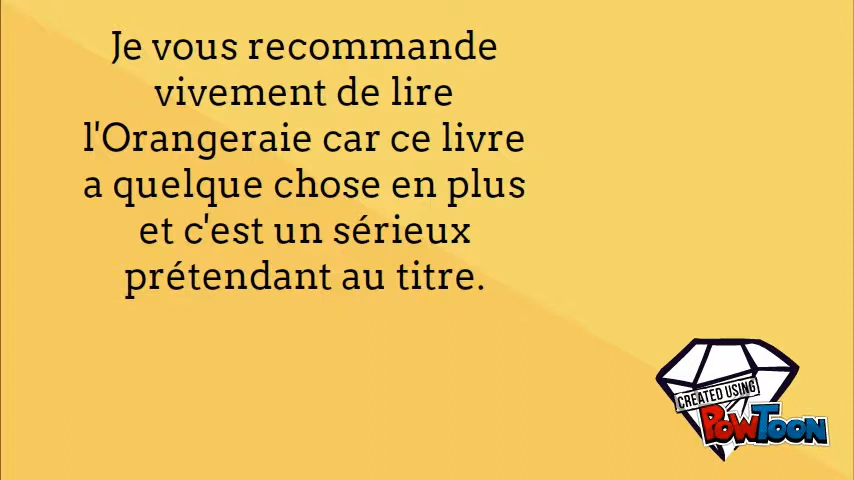 Je vous recommande
vivement de lire
l'Orangeraie car ce livre
a quelque chose en plus
et c'est un sérieux
prétendant au titre.
CREATED USING
POWTOON